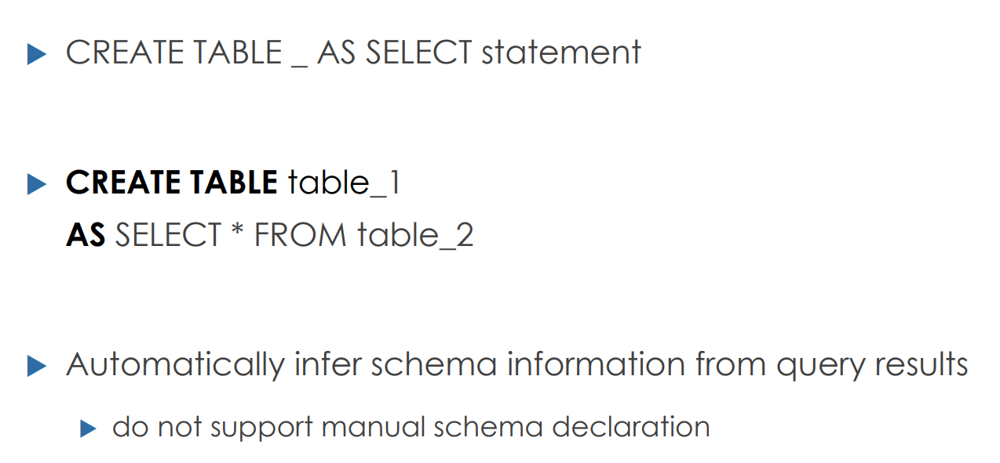 CREATE TABLE _ AS SELECT statement
CREATE TABLE table_1
AS SELECT * FROM table_2
Automatically infer schema information from query results
do not support manual schema declaration